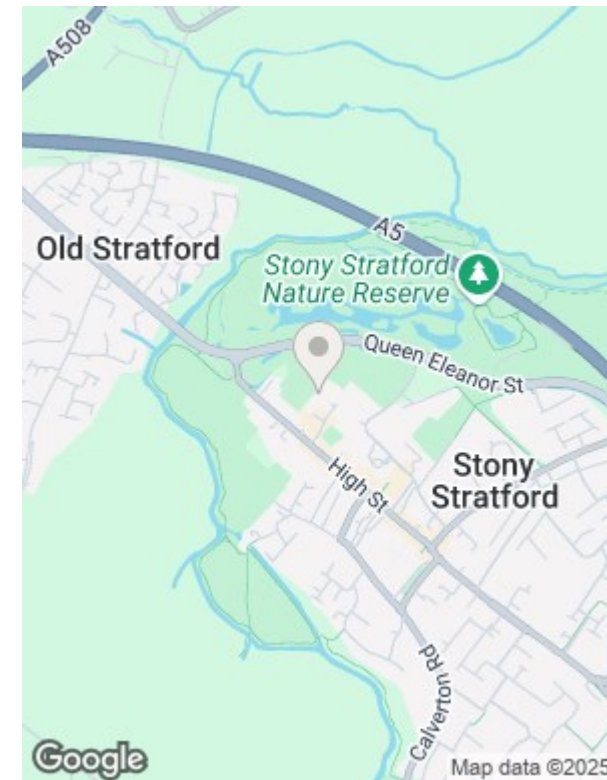 A508
A5
Old Stratford
Stony Stratford
Nature Reserve
Queen Eleanor St
High St
Stony
Stratford
Calverton Rd
Google
Map data ©2025